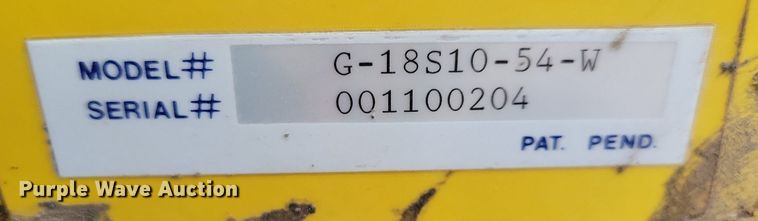 MODEL# G-18S10-54-W
SERIAL# 001100204
PAT. PEND.
Purple Wave Auction